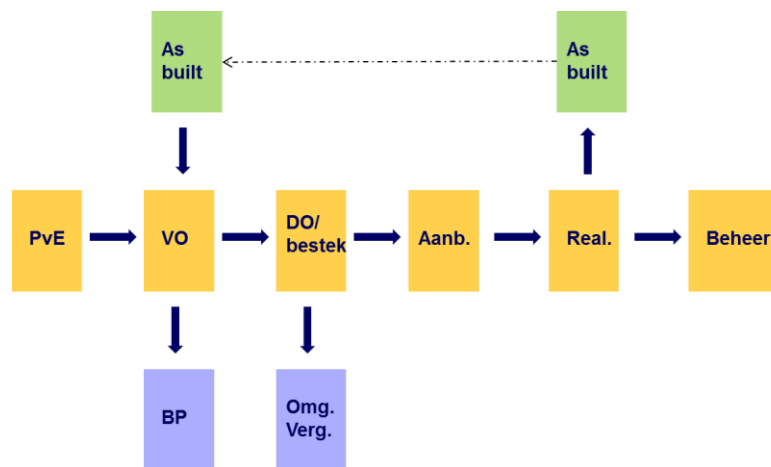 As
built
As
built
PvE
VO
DO/
bestek
Aanb.
Real.
Beheer
BP
Omg.
Verg.